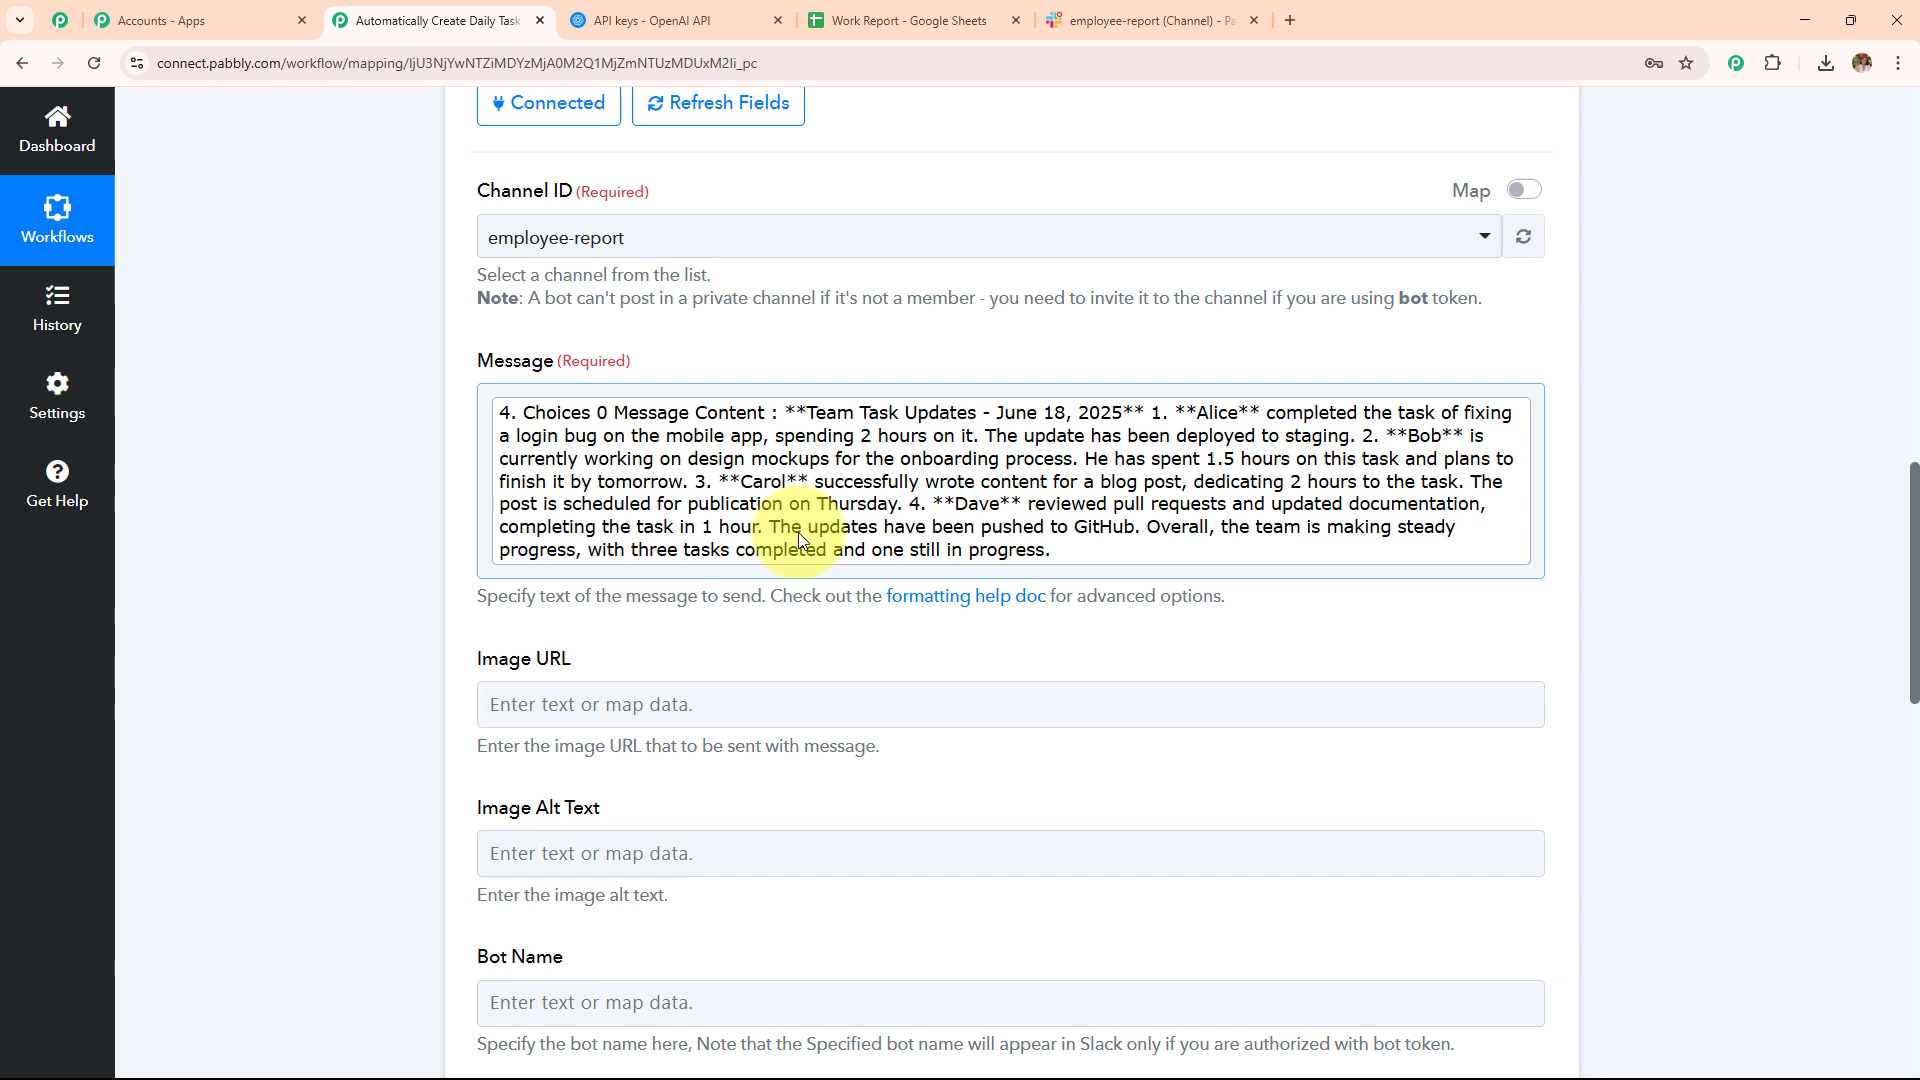 Accounts - Apps
Automatically Create Daily Task
API keys - OpenAI API
Work Report - Google Sheets
employee-report (Channel) - Pa
connect.pabbly.com/workflow/mapping/IjU3NjYwNTZiMDYzMjA0M2Q1MjZmNTUzMDUxM2Ii_pc
Dashboard
Workflows
History
Settings
Get Help
Connected
Refresh Fields
Channel ID (Required)
Map
employee-report
Select a channel from the list.
Note: A bot can't post in a private channel if it's not a member - you need to invite it to the channel if you are using bot token.
Message (Required)
4. Choices 0 Message Content : **Team Task Updates - June 18, 2025** 1. **Alice** completed the task of fixing
a login bug on the mobile app, spending 2 hours on it. The update has been deployed to staging. 2. **Bob** is
currently working on design mockups for the onboarding process. He has spent 1.5 hours on this task and plans to
finish it by tomorrow. 3. **Carol** successfully wrote content for a blog post, dedicating 2 hours to the task. The
post is scheduled for publication on Thursday. 4. **Dave** reviewed pull requests and updated documentation,
completing the task in 1 hour. The updates have been pushed to GitHub. Overall, the team is making steady
progress, with three tasks completed and one still in progress.
Specify text of the message to send. Check out the formatting help doc for advanced options.
Image URL
Enter text or map data.
Enter the image URL that to be sent with message.
Image Alt Text
Enter text or map data.
Enter the image alt text.
Bot Name
Enter text or map data.
Specify the bot name here, Note that the Specified bot name will appear in Slack only if you are authorized with bot token.